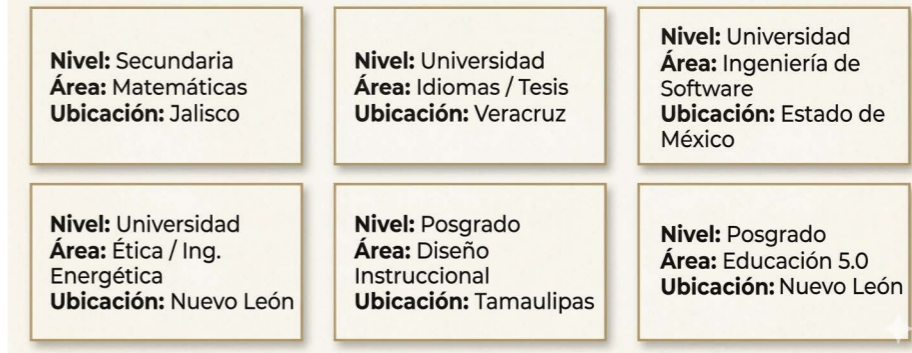 Nivel: Secundaria
Área: Matemáticas
Ubicación: Jalisco
Nivel: Universidad
Área: Idiomas / Tesis
Ubicación: Veracruz
Nivel: Universidad
Área: Ingeniería de
Software
Ubicación: Estado de
México
Nivel: Universidad
Área: Ética / Ing.
Energética
Ubicación: Nuevo León
Nivel: Posgrado
Área: Diseño
Instruccional
Ubicación: Tamaulipas
Nivel: Posgrado
Área: Educación 5.0
Ubicación: Nuevo León